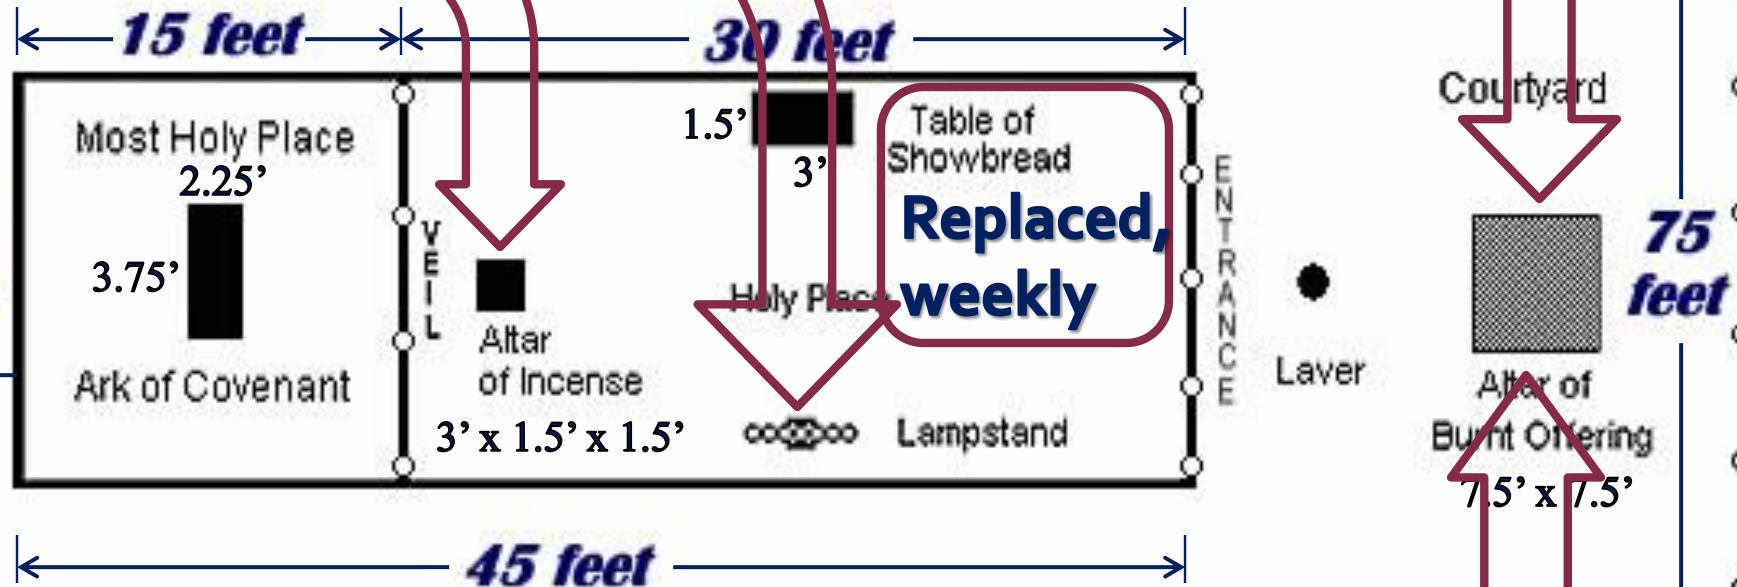 15 feet
30 feet
Most Holy Place
2.25’
3.75’
Ark of Covenant
VEIL
Altar
of Incense
3’ x 1.5’ x 1.5’
1.5’
3’
Table of
Showbread
Replaced,
weekly
Holy Place
Lampstand
ENTRANCE
Laver
Courtyard
Altar of
Burnt Offering
7.5’ x 7.5’
75
feet
45 feet